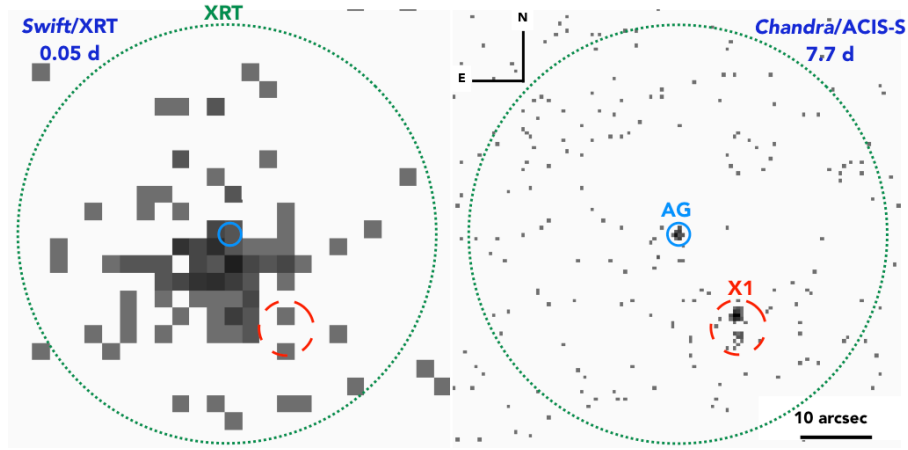 XRT
Swift/XRT
0.05 d
N
E
Chandra/ACIS-S
7.7 d
AG
X1
10 arcsec